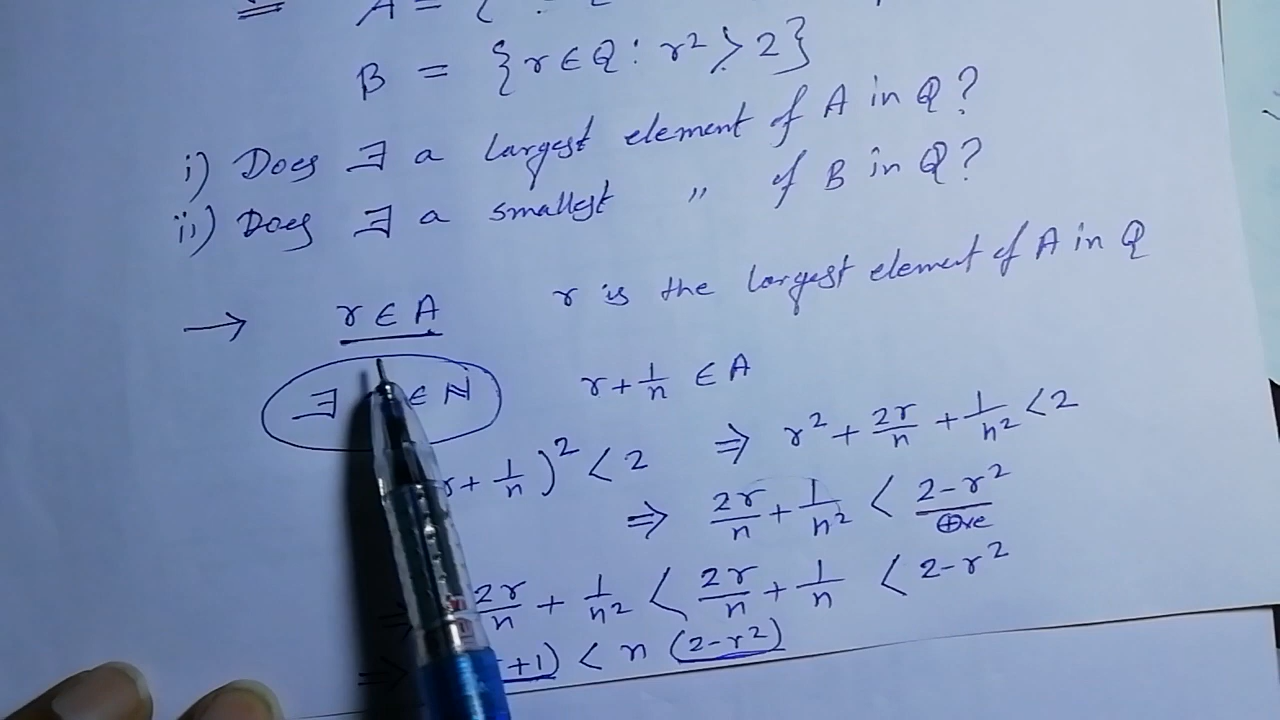 A = {
B = {r ∈ Q : r² > 2}
i) Does ∃ a largest element of A in Q?
ii) Does ∃ a smallest " of B in Q?
→ r ∈ A r is the largest element of A in Q
∃ ∈ N r + 1/n ∈ A
r + 1/n)² < 2 ⇒ r² + 2r/n + 1/n² < 2
⇒ 2r/n + 1/n² < 2-r² ⊕ve
⇒ 2r/n + 1/n² < 2r/n + 1/n < 2-r²
⇒ +1) < n (2-r²)